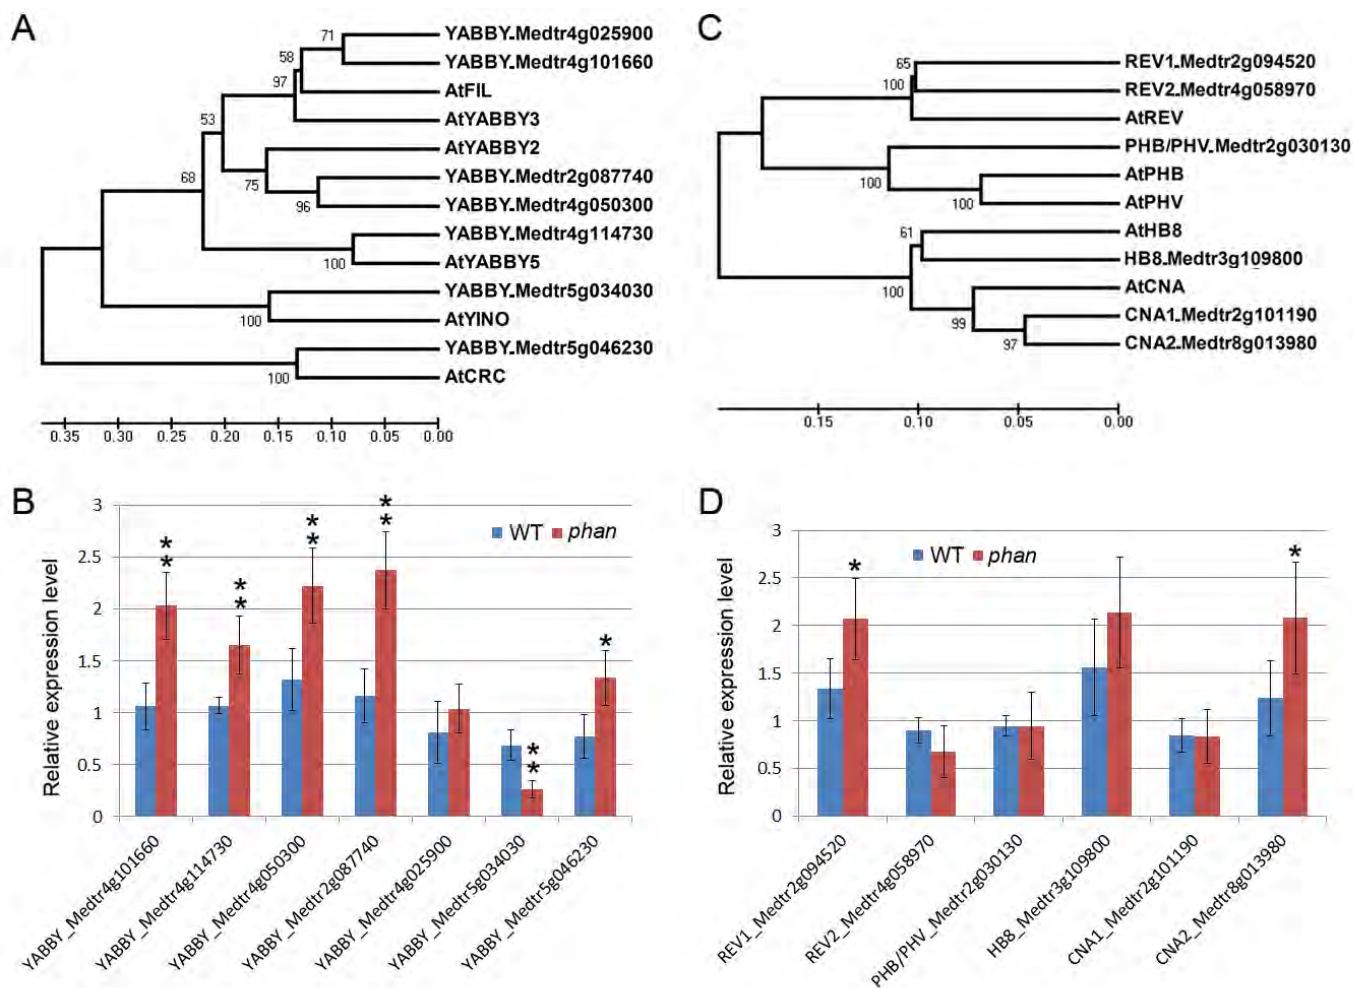 A
71
YABBY.Medtr4g025900
58
YABBY.Medtr4g101660
97
AtFIL
53
AtYABBY3
AtYABBY2
68
75
YABBY.Medtr2g087740
96
YABBY.Medtr4g050300
YABBY.Medtr4g114730
100
AtYABBY5
YABBY.Medtr5g034030
100
AtYINO
YABBY.Medtr5g046230
100
AtCRC
0.35 0.30 0.25 0.20 0.15 0.10 0.05 0.00
C
65
REV1.Medtr2g094520
100
REV2.Medtr4g058970
AtREV
PHB/PHV.Medtr2g030130
100
AtPHB
100
AtPHV
61
AtHB8
HB8.Medtr3g109800
100
AtCNA
99
CNA1.Medtr2g101190
97
CNA2.Medtr8g013980
0.15 0.10 0.05 0.00
B
Relative expression level
3
2.5
2
1.5
1
0.5
0
WT phan
**
**
**
**
**
*
YABBY_Medtr4g101660
YABBY_Medtr4g114730
YABBY_Medtr4g050300
YABBY_Medtr2g087740
YABBY_Medtr4g025900
YABBY_Medtr5g034030
YABBY_Medtr5g046230
D
Relative expression level
3
2.5
2
1.5
1
0.5
0
WT phan
*
*
REV1_Medtr2g094520
REV2_Medtr4g058970
PHB/PHV_Medtr2g030130
HB8_Medtr3g109800
CNA1_Medtr2g101190
CNA2_Medtr8g013980